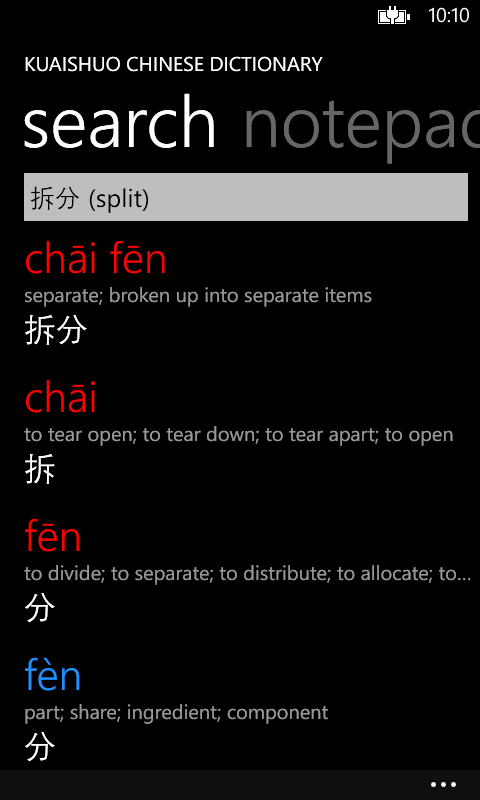 10:10
KUAISHUO CHINESE DICTIONARY
search notepad
拆分 (split)
chāi fēn
separate; broken up into separate items
拆分
chāi
to tear open; to tear down; to tear apart; to open
拆
fēn
to divide; to separate; to distribute; to allocate; to...
分
fèn
part; share; ingredient; component
分
...